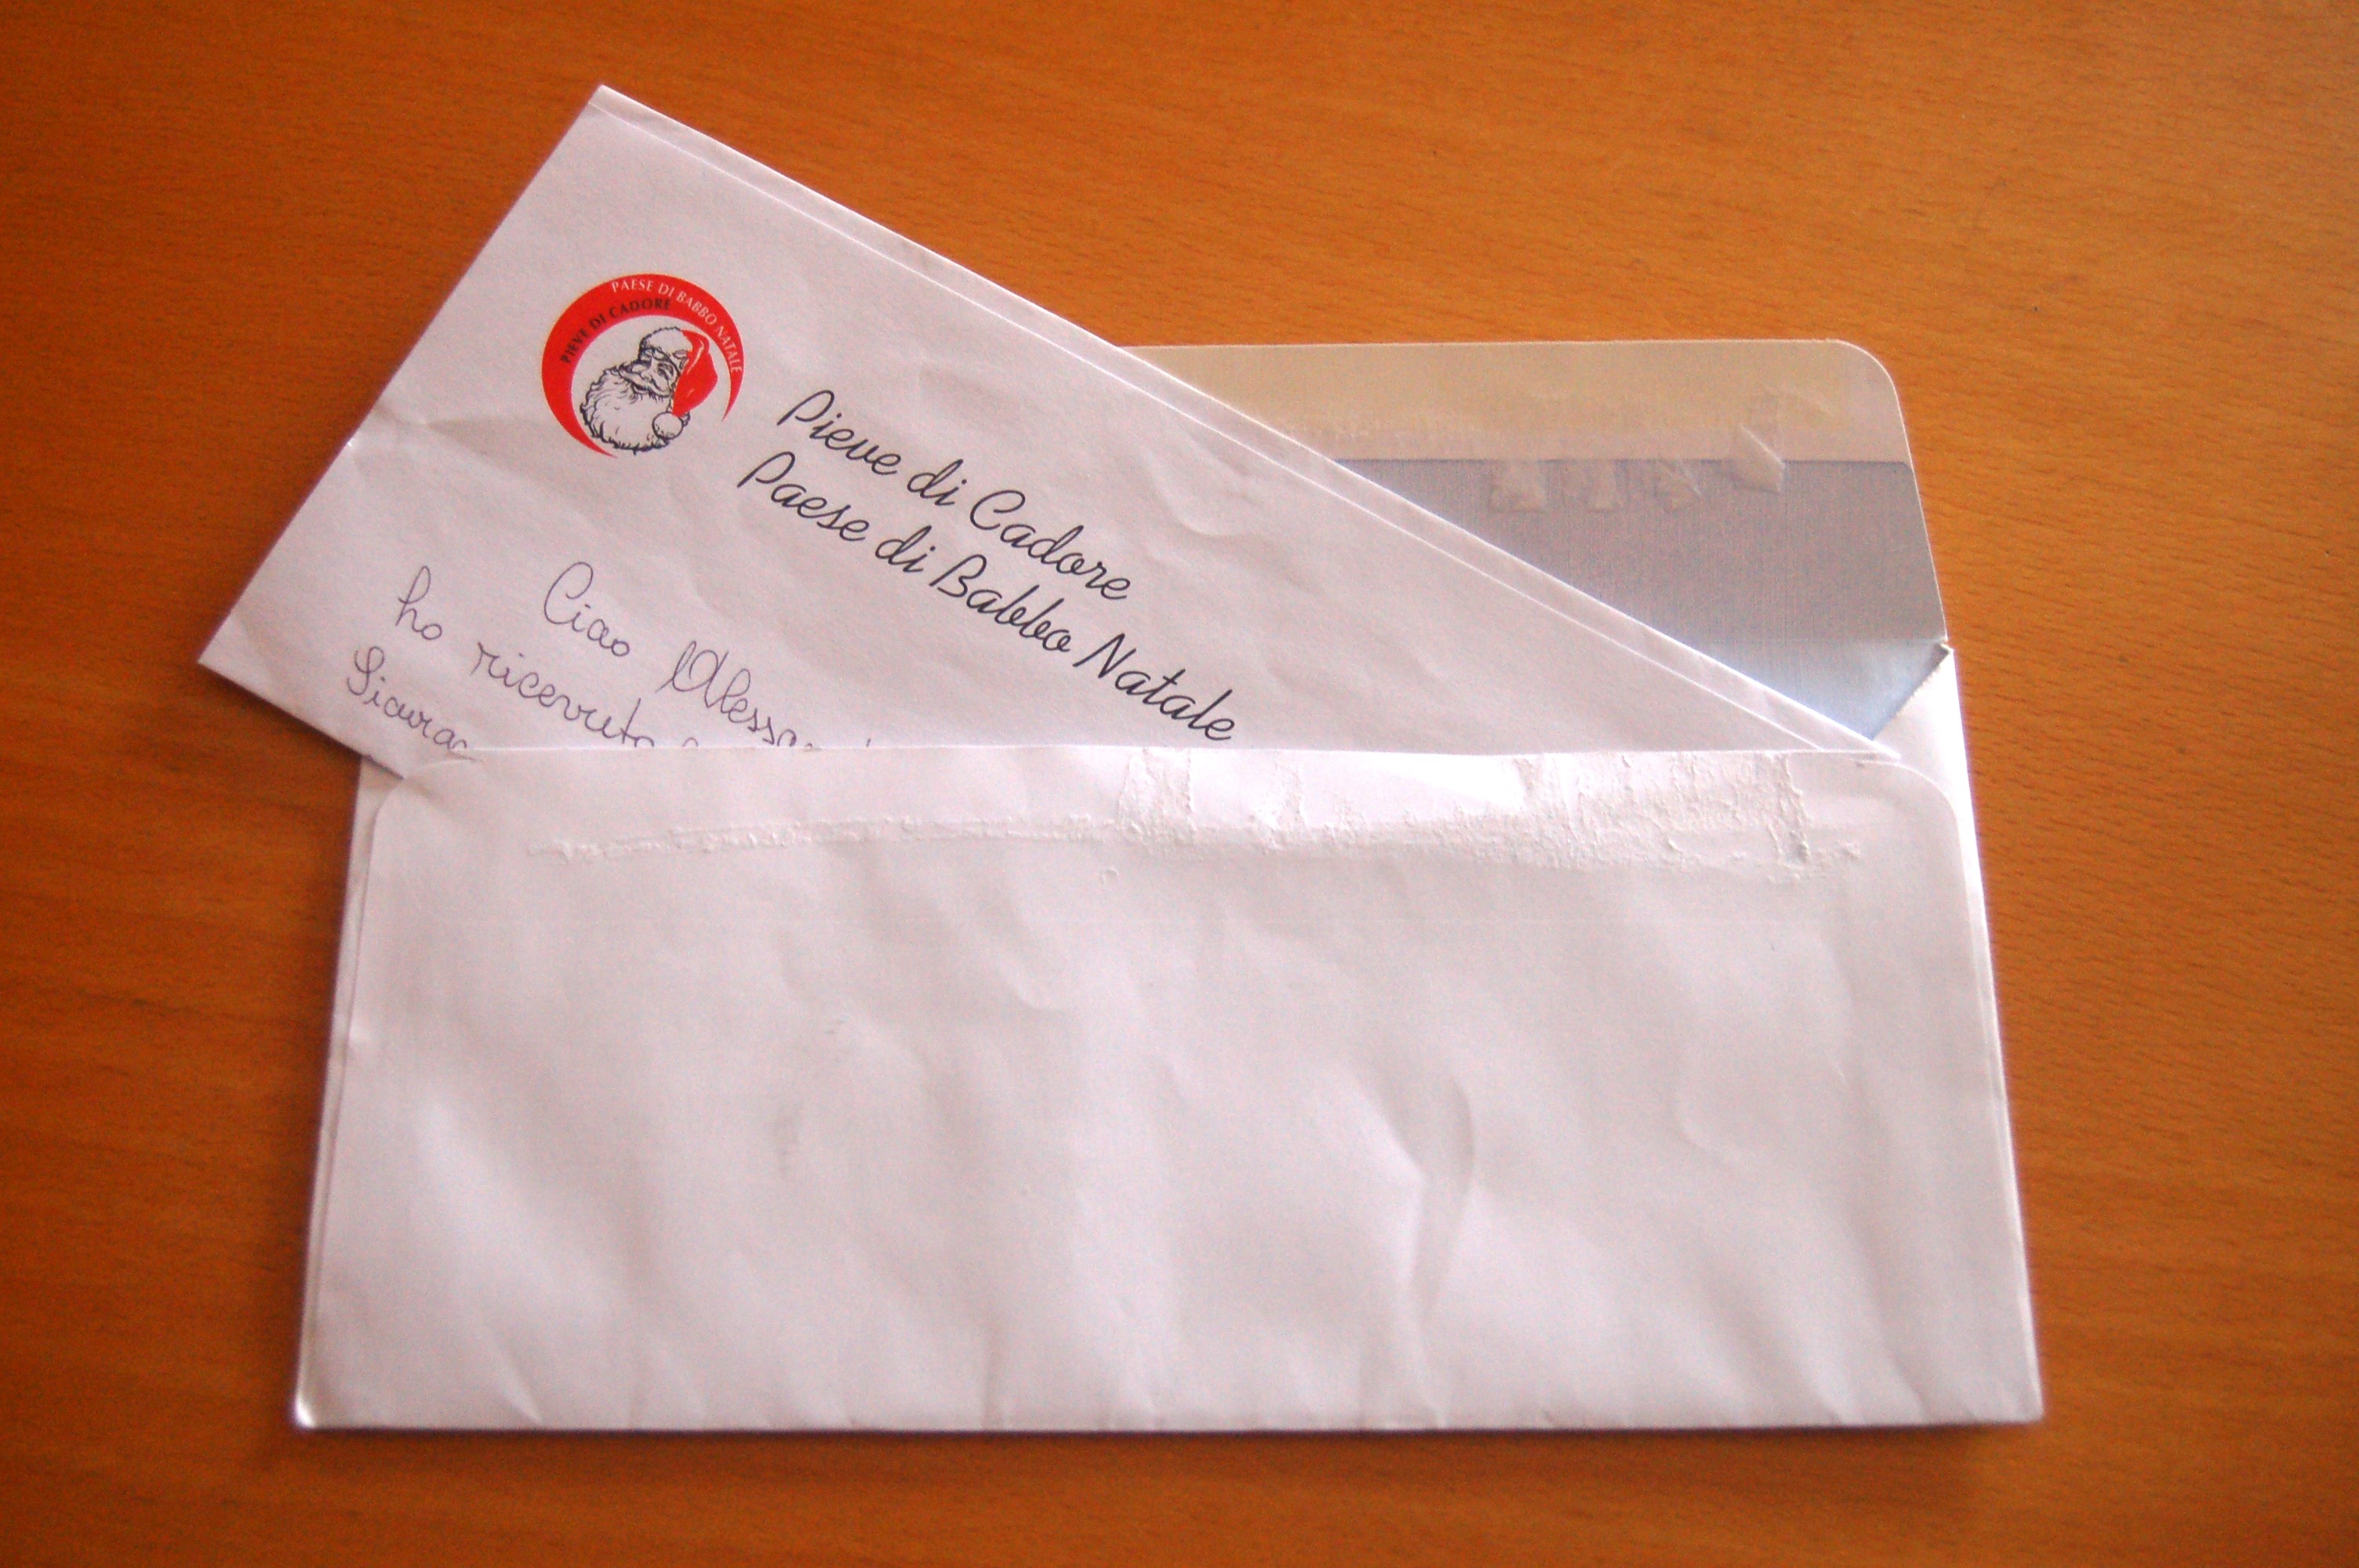 PAESE DI BABBO NATALE
PIEVE DI CADORE
Pieve di Cadore
Paese di Babbo Natale
Ciao
ho ricevuto